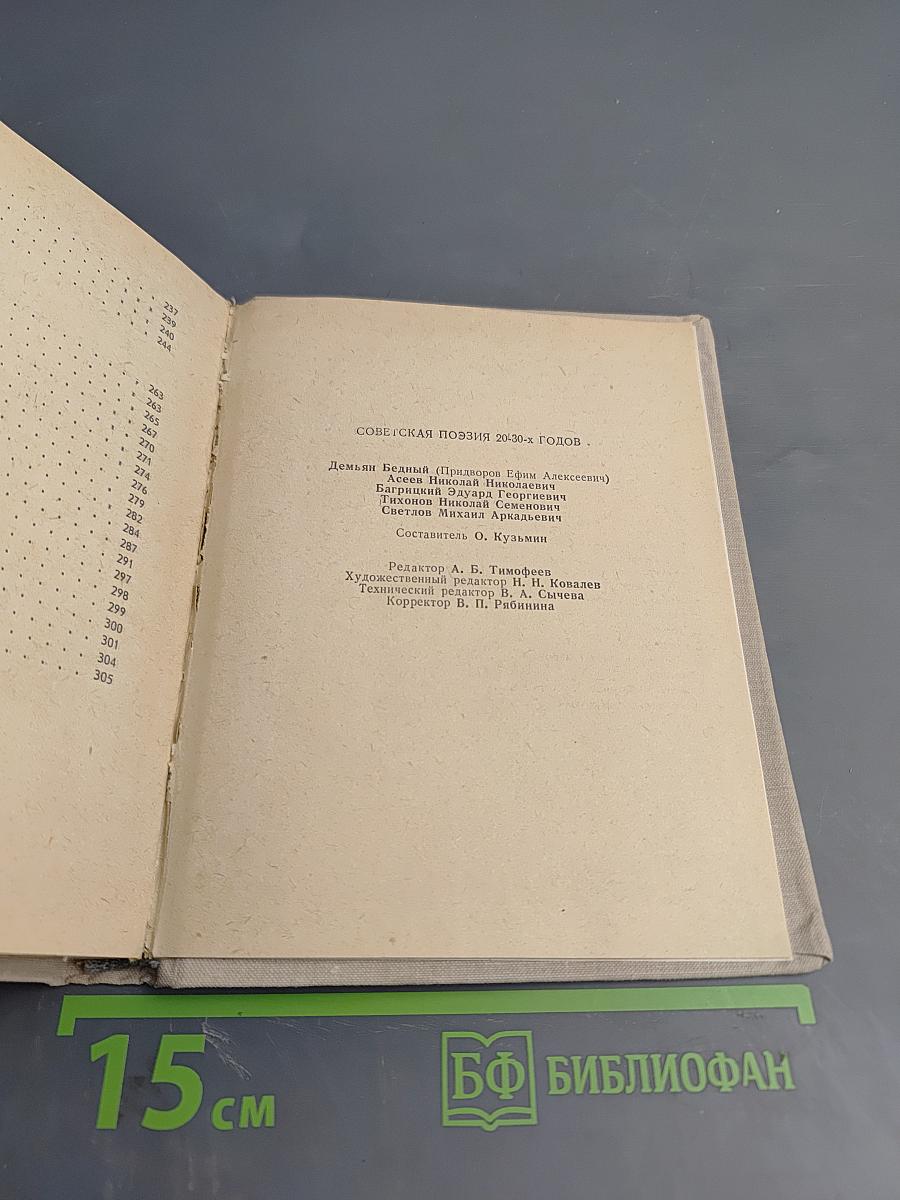 237
239
240
244
263
263
265
267
270
271
274
276
279
282
284
287
291
297
298
299
300
301
304
305
СОВЕТСКАЯ ПОЭЗИЯ 20-30-х ГОДОВ
Демьян Бедный (Придворов Ефим Алексеевич)
Асеев Николай Николаевич
Багрицкий Эдуард Георгиевич
Тихонов Николай Семенович
Светлов Михаил Аркадьевич
Составитель О. Кузьмин
Редактор А. Б. Тимофеев
Художественный редактор Н. Н. Ковалев
Технический редактор В. А. Сычева
Корректор В. П. Рябинина
15 см
БФ БИБЛИОФАН